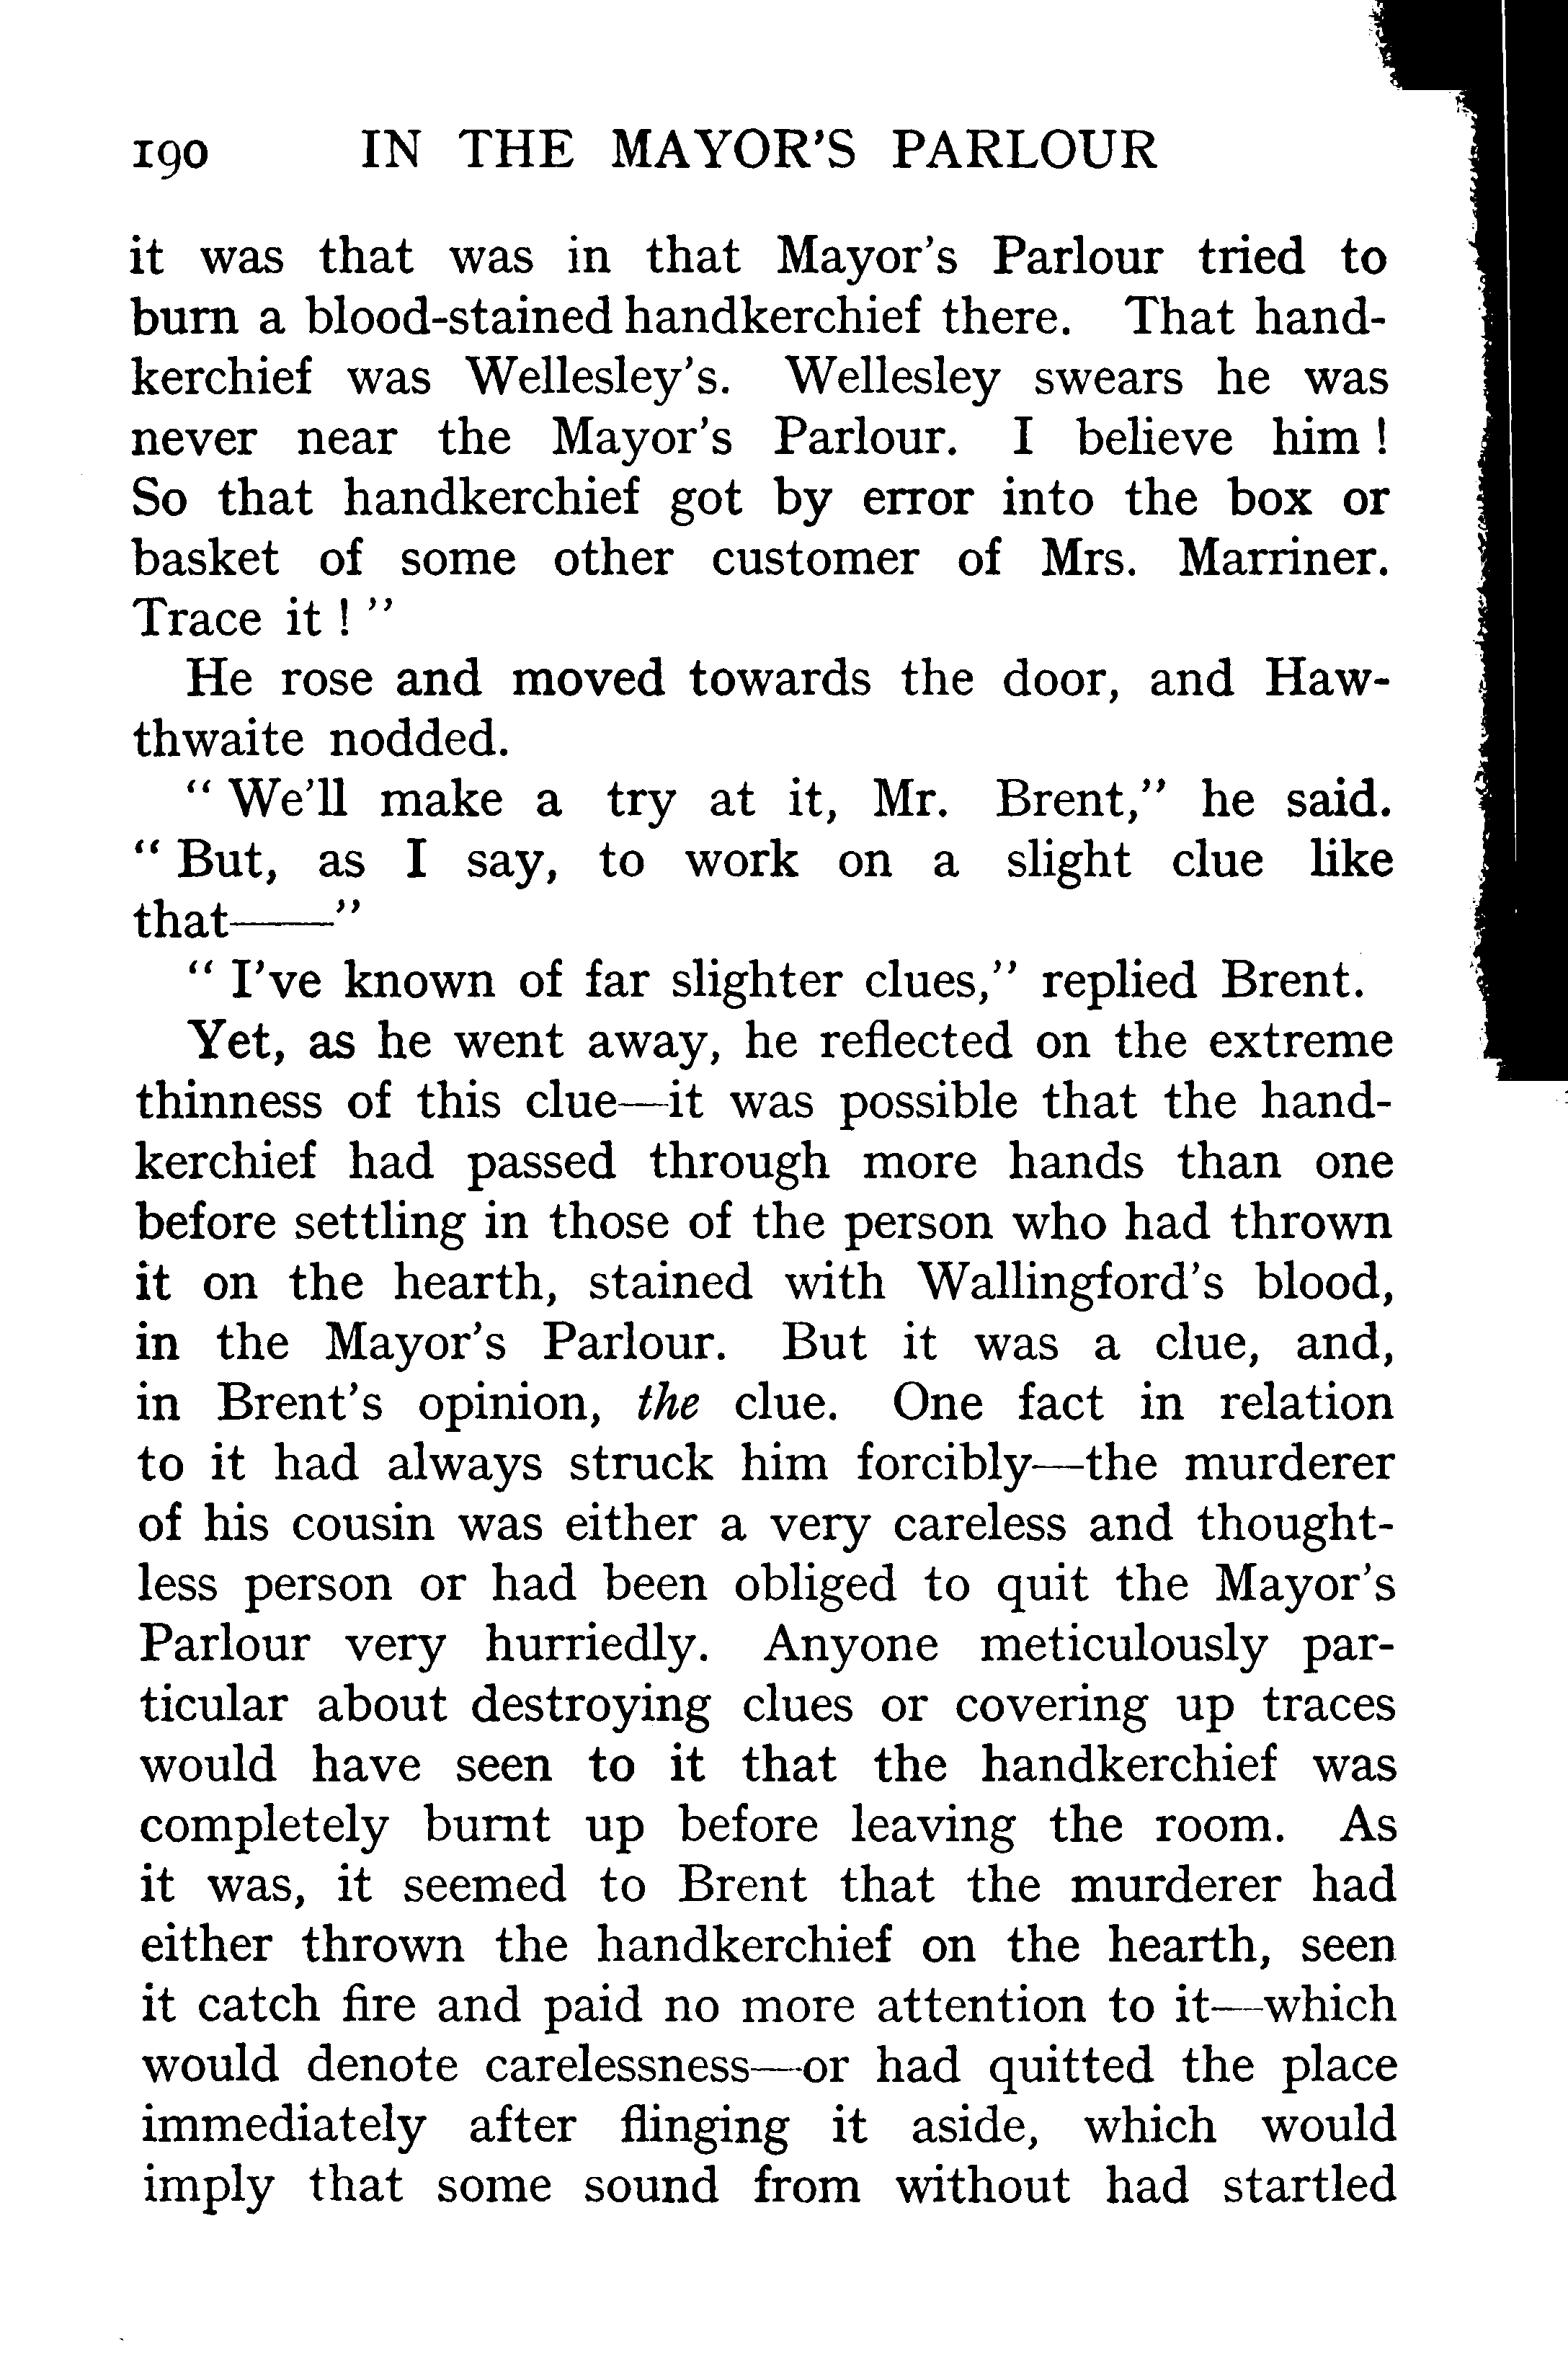 190 IN THE MAYOR'S PARLOUR
it was that was in that Mayor's Parlour tried to
burn a blood-stained handkerchief there. That hand-
kerchief was Wellesley's. Wellesley swears he was
never near the Mayor's Parlour. I believe him !
So that handkerchief got by error into the box or
basket of some other customer of Mrs. Marriner.
Trace it ! ”
He rose and moved towards the door, and Haw-
thwaite nodded.
“ We'll make a try at it, Mr. Brent,” he said.
“ But, as I say, to work on a slight clue like
that——”
“ I've known of far slighter clues,” replied Brent.
Yet, as he went away, he reflected on the extreme
thinness of this clue—it was possible that the hand-
kerchief had passed through more hands than one
before settling in those of the person who had thrown
it on the hearth, stained with Wallingford's blood,
in the Mayor's Parlour. But it was a clue, and,
in Brent's opinion, the clue. One fact in relation
to it had always struck him forcibly—the murderer
of his cousin was either a very careless and thought-
less person or had been obliged to quit the Mayor's
Parlour very hurriedly. Anyone meticulously par-
ticular about destroying clues or covering up traces
would have seen to it that the handkerchief was
completely burnt up before leaving the room. As
it was, it seemed to Brent that the murderer had
either thrown the handkerchief on the hearth, seen
it catch fire and paid no more attention to it—which
would denote carelessness—or had quitted the place
immediately after flinging it aside, which would
imply that some sound from without had startled